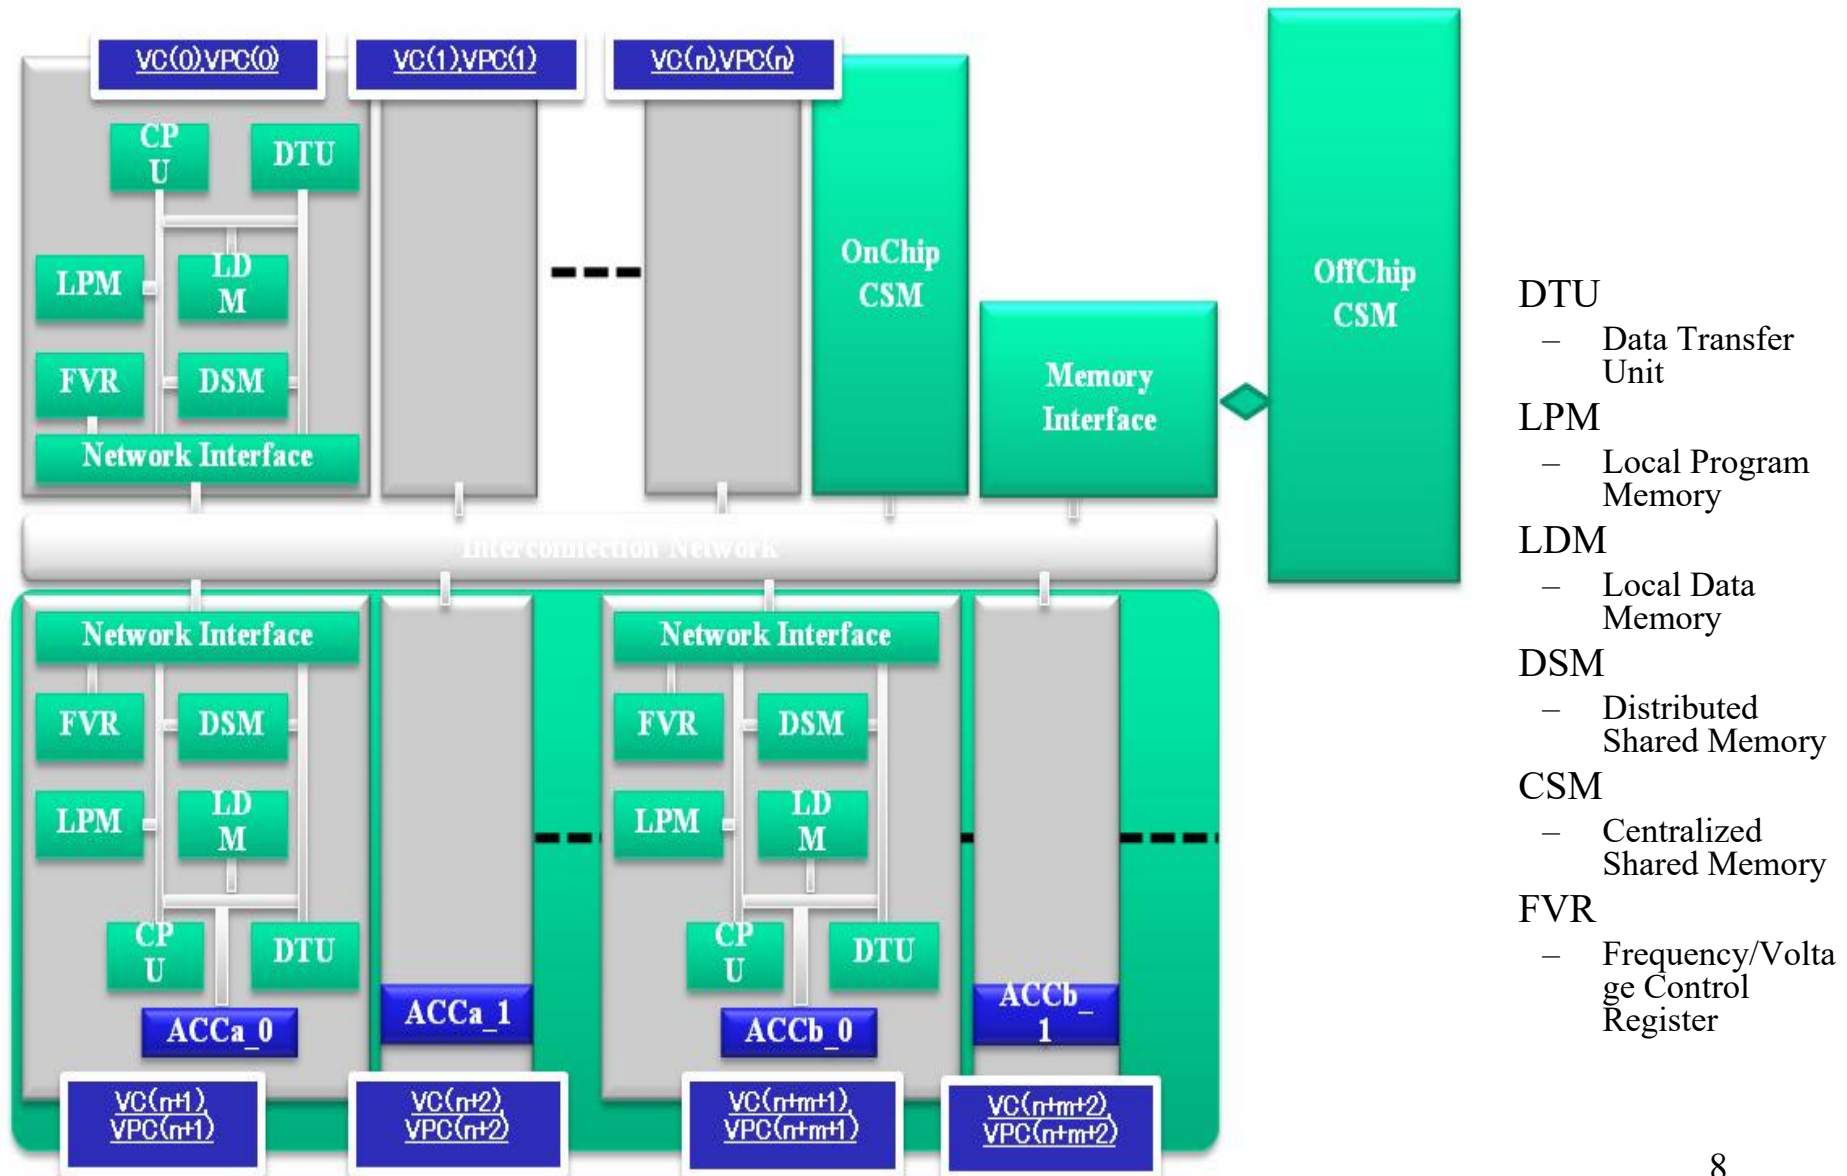 VC(0),VPC(0)
VC(1),VPC(1)
VC(n),VPC(n)
CP
U
DTU
LPM
LD
M
FVR
DSM
Network Interface
OnChip
CSM
Memory
Interface
OffChip
CSM
Interconnection Network
Network Interface
FVR
DSM
LPM
LD
M
CP
U
DTU
ACCa_0
ACCa_1
Network Interface
FVR
DSM
LPM
LD
M
CP
U
DTU
ACCb_0
ACCb_
1
VC(n+1),
VPC(n+1)
VC(n+2),
VPC(n+2)
VC(n+m+1),
VPC(n+m+1)
VC(n+m+2),
VPC(n+m+2)
DTU
– Data Transfer
Unit
LPM
– Local Program
Memory
LDM
– Local Data
Memory
DSM
– Distributed
Shared Memory
CSM
– Centralized
Shared Memory
FVR
– Frequency/Volta
ge Control
Register
8